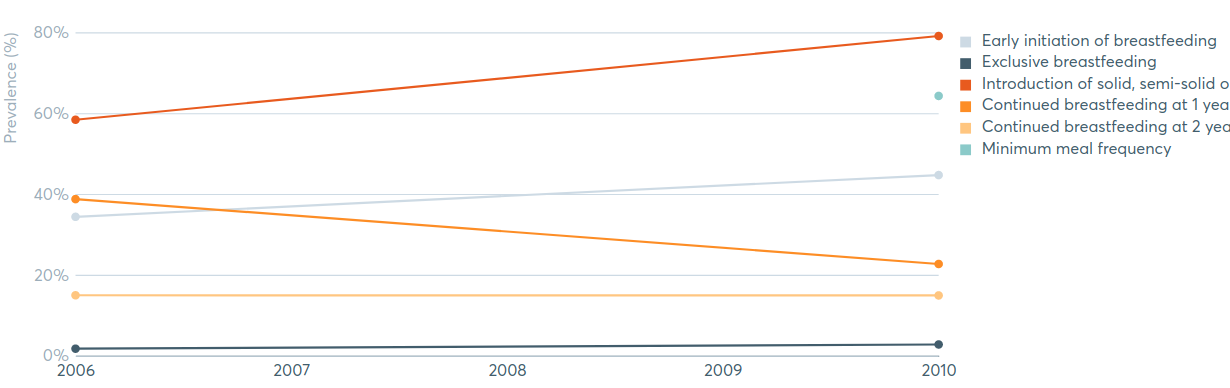 Prevalence (%)
80%
60%
40%
20%
0%
2006 2007 2008 2009 2010
Early initiation of breastfeeding
Exclusive breastfeeding
Introduction of solid, semi-solid o
Continued breastfeeding at 1 yea
Continued breastfeeding at 2 yea
Minimum meal frequency